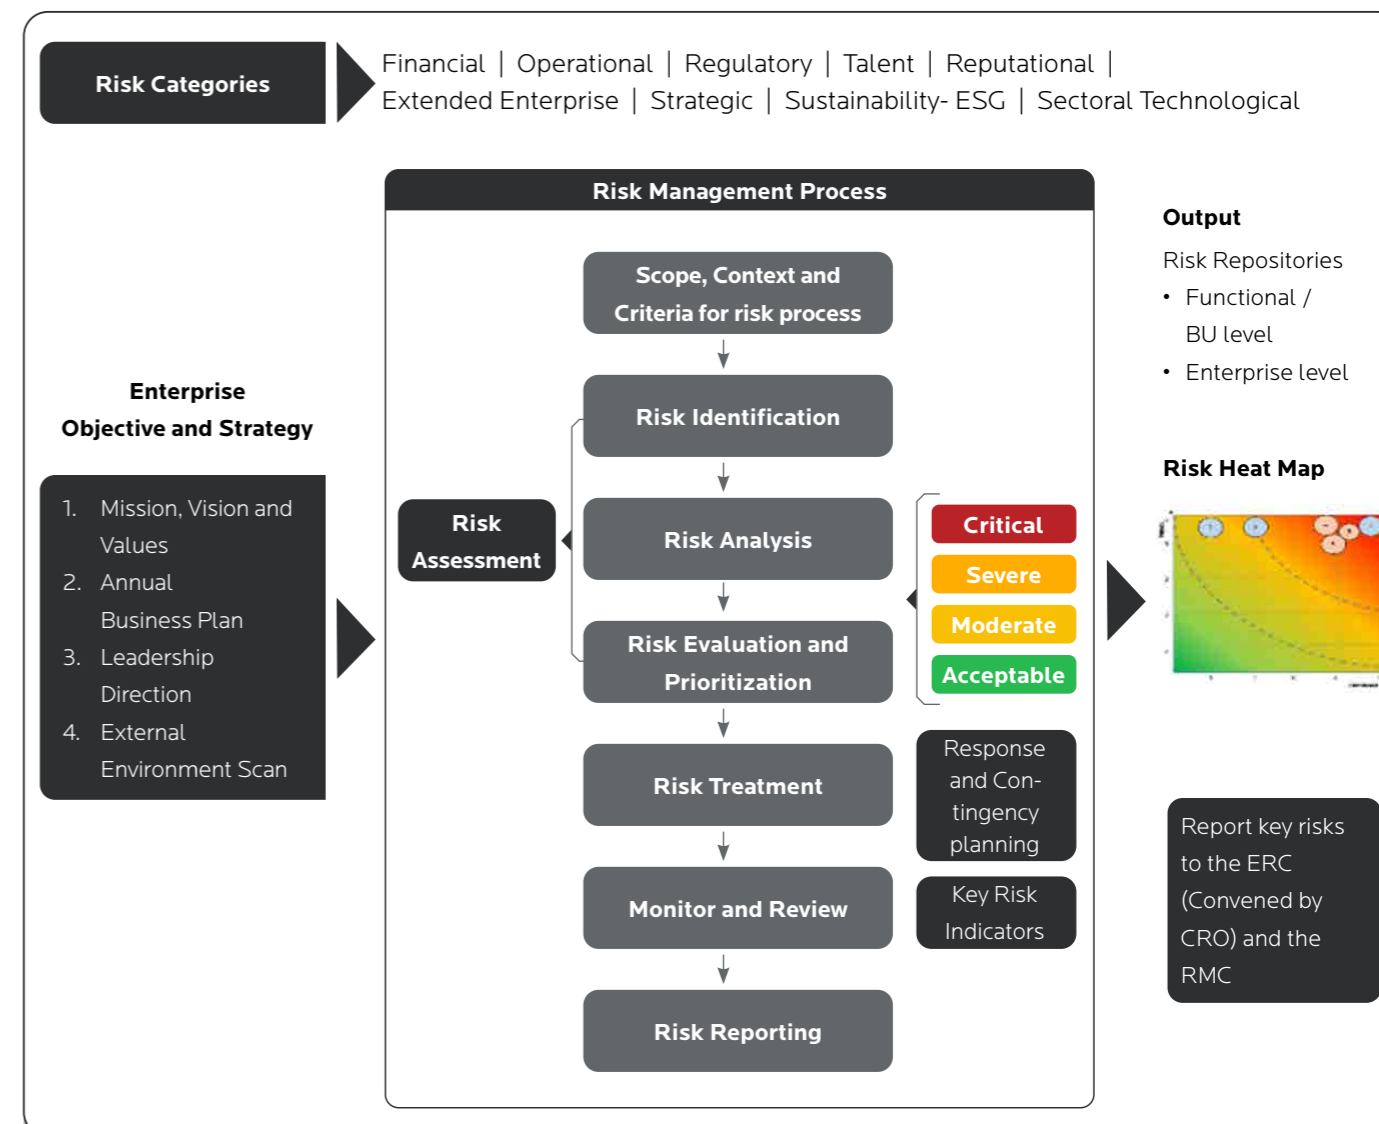 Risk Categories
Financial | Operational | Regulatory | Talent | Reputational |
Extended Enterprise | Strategic | Sustainability- ESG | Sectoral Technological
Enterprise
Objective and Strategy
1. Mission, Vision and
Values
2. Annual
Business Plan
3. Leadership
Direction
4. External
Environment Scan
Risk Management Process
Scope, Context and
Criteria for risk process
Risk Identification
Risk Analysis
Risk Evaluation and
Prioritization
Risk Treatment
Monitor and Review
Risk Reporting
Risk
Assessment
Critical
Severe
Moderate
Acceptable
Response
and Con-
tingency
planning
Key Risk
Indicators
Output
Risk Repositories
• Functional /
BU level
• Enterprise level
Risk Heat Map
Report key risks
to the ERC
(Convened by
CRO) and the
RMC